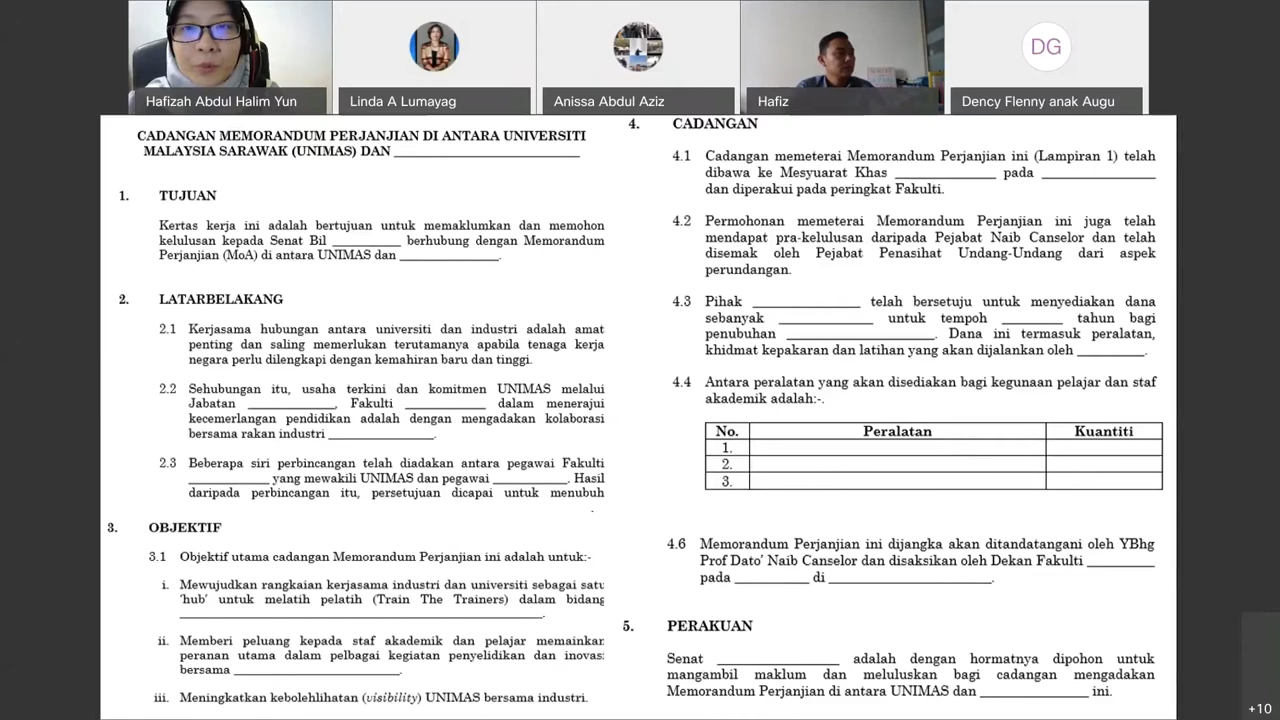 Hafizah Abdul Halim Yun
Linda A Lumayag
Anissa Abdul Aziz
Hafiz
DG
Dency Flenny anak Augu
CADANGAN MEMORANDUM PERJANJIAN DI ANTARA UNIVERSITI
MALAYSIA SARAWAK (UNIMAS) DAN ____________________
1. TUJUAN
Kertas kerja ini adalah bertujuan untuk memaklumkan dan memohon
kelulusan kepada Senat Bil __________ berhubung dengan Memorandum
Perjanjian (MoA) di antara UNIMAS dan ______________.
2. LATARBELAKANG
2.1 Kerjasama hubungan antara universiti dan industri adalah amat
penting dan saling memerlukan terutamanya apabila tenaga kerja
negara perlu dilengkapi dengan kemahiran baru dan tinggi.
2.2 Sehubungan itu, usaha terkini dan komitmen UNIMAS melalui
Jabatan ____________, Fakulti ___________ dalam menerajui
kecemerlangan pendidikan adalah dengan mengadakan kolaborasi
bersama rakan industri _______________.
2.3 Beberapa siri perbincangan telah diadakan antara pegawai Fakulti
___________ yang mewakili UNIMAS dan pegawai __________. Hasil
daripada perbincangan itu, persetujuan dicapai untuk menubuh
3. OBJEKTIF
3.1 Objektif utama cadangan Memorandum Perjanjian ini adalah untuk:-
i. Mewujudkan rangkaian kerjasama industri dan universiti sebagai satu
'hub' untuk melatih pelatih (Train The Trainers) dalam bidang
__________________________________________________.
ii. Memberi peluang kepada staf akademik dan pelajar memainkan
peranan utama dalam pelbagai kegiatan penyelidikan dan inovasi
bersama _______________________.
iii. Meningkatkan kebolehlihatan (visibility) UNIMAS bersama industri.
4. CADANGAN
4.1 Cadangan memeterai Memorandum Perjanjian ini (Lampiran 1) telah
dibawa ke Mesyuarat Khas ______________ pada ________________
dan diperakui pada peringkat Fakulti.
4.2 Permohonan memeterai Memorandum Perjanjian ini juga telah
mendapat pra-kelulusan daripada Pejabat Naib Canselor dan telah
disemak oleh Pejabat Penasihat Undang-Undang dari aspek
perundangan.
4.3 Pihak _______________ telah bersetuju untuk menyediakan dana
sebanyak _____________ untuk tempoh ________ tahun bagi
penubuhan ____________________. Dana ini termasuk peralatan,
khidmat kepakaran dan latihan yang akan dijalankan oleh _________.
4.4 Antara peralatan yang akan disediakan bagi kegunaan pelajar dan staf
akademik adalah:-.
No. Peralatan Kuantiti
1.
2.
3.
4.6 Memorandum Perjanjian ini dijangka akan ditandatangani oleh YBhg
Prof Dato' Naib Canselor dan disaksikan oleh Dekan Fakulti _________
pada __________ di ______________________.
5. PERAKUAN
Senat ________________ adalah dengan hormatnya dipohon untuk
mengambil maklum dan meluluskan bagi cadangan mengadakan
Memorandum Perjanjian di antara UNIMAS dan _______________ ini.
+10